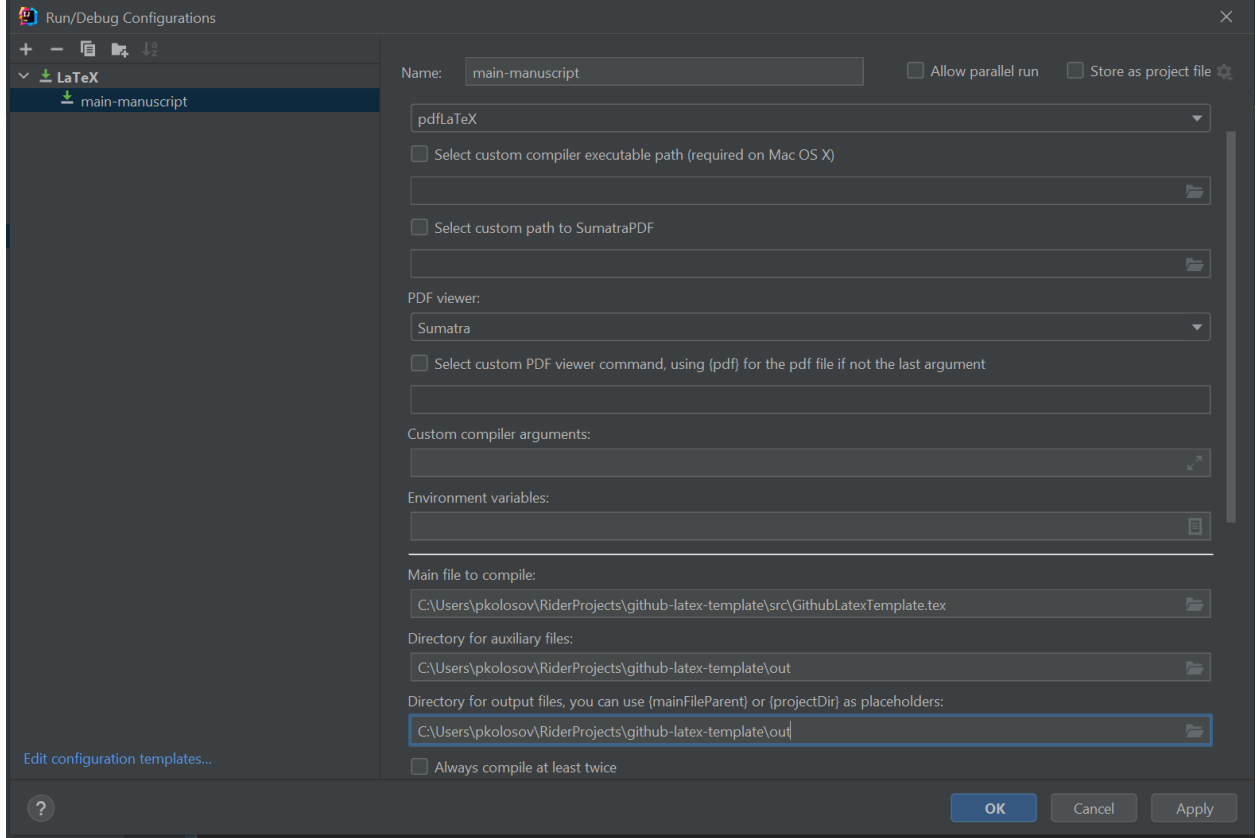 Run/Debug Configurations
LaTeX
main-manuscript
Name: main-manuscript Allow parallel run Store as project file
pdfLaTeX
Select custom compiler executable path (required on Mac OS X)
Select custom path to SumatraPDF
PDF viewer:
Sumatra
Select custom PDF viewer command, using {pdf} for the pdf file if not the last argument
Custom compiler arguments:
Environment variables:
Main file to compile:
C:\Users\pkolosov\RiderProjects\github-latex-template\src\GithubLatexTemplate.tex
Directory for auxiliary files:
C:\Users\pkolosov\RiderProjects\github-latex-template\out
Directory for output files, you can use {mainFileParent} or {projectDir} as placeholders:
C:\Users\pkolosov\RiderProjects\github-latex-template\out
Always compile at least twice
Edit configuration templates...
? OK Cancel Apply